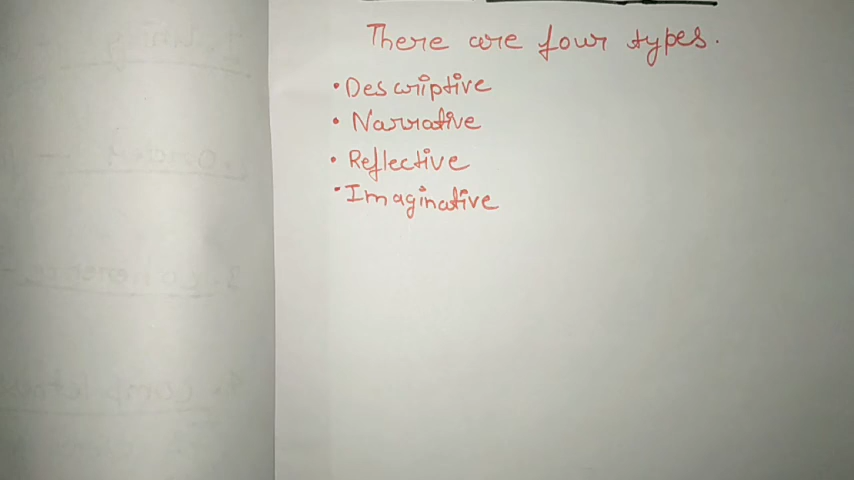 There are four types.
• Descriptive
• Narrative
• Reflective
• Imaginative